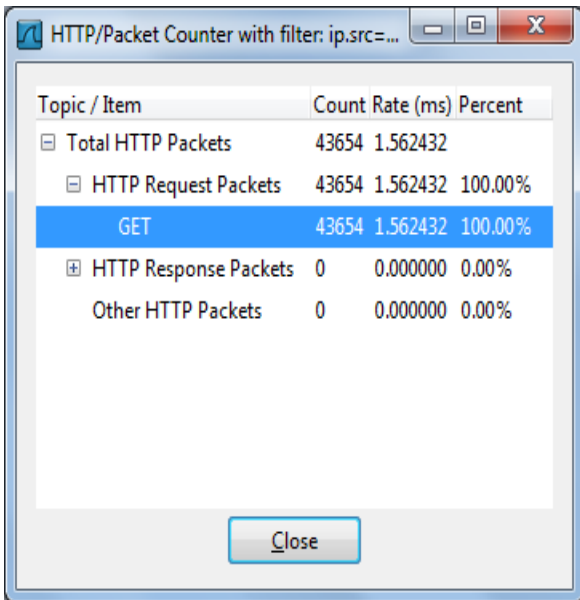 HTTP/Packet Counter with filter: ip.src=...
Topic / Item Count Rate (ms) Percent
Total HTTP Packets 43654 1.562432
HTTP Request Packets 43654 1.562432 100.00%
GET 43654 1.562432 100.00%
HTTP Response Packets 0 0.000000 0.00%
Other HTTP Packets 0 0.000000 0.00%
Close